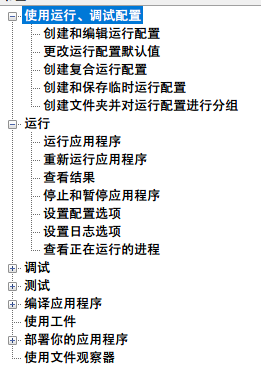 使用运行、调试配置
创建和编辑运行配置
更改运行配置默认值
创建复合运行配置
创建和保存临时运行配置
创建文件夹并对运行配置进行分组
运行
运行应用程序
重新运行应用程序
查看结果
停止和暂停应用程序
设置配置选项
设置日志选项
查看正在运行的进程
调试
测试
编译应用程序
使用工件
部署你的应用程序
使用文件观察器